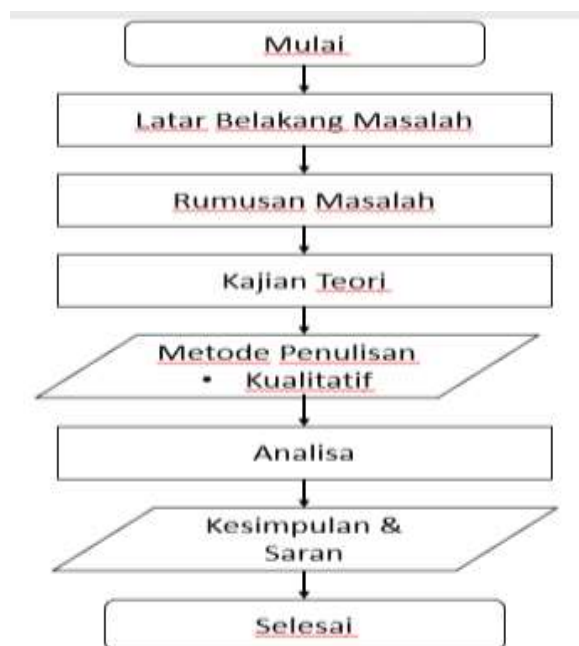 Mulai
Latar Belakang Masalah
Rumusan Masalah
Kajian Teori
Metode Penulisan
• Kualitatif
Analisa
Kesimpulan &
Saran
Selesai